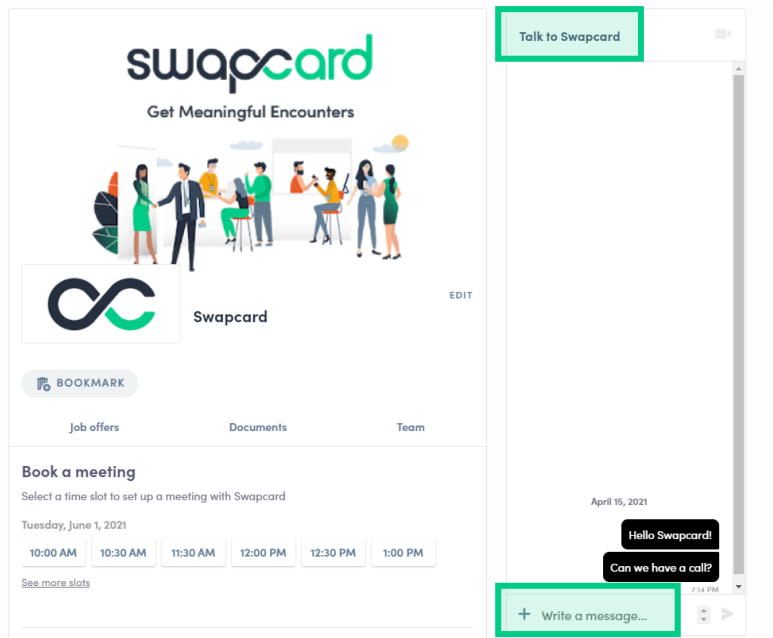 swapcard
Get Meaningful Encounters
Swapcard
EDIT
BOOKMARK
Job offers Documents Team
Book a meeting
Select a time slot to set up a meeting with Swapcard
Tuesday, June 1, 2021
10:00 AM 10:30 AM 11:30 AM 12:00 PM 12:30 PM 1:00 PM
See more slots
Talk to Swapcard
April 15, 2021
Hello Swapcard!
Can we have a call?
7:14 PM
+ Write a message...